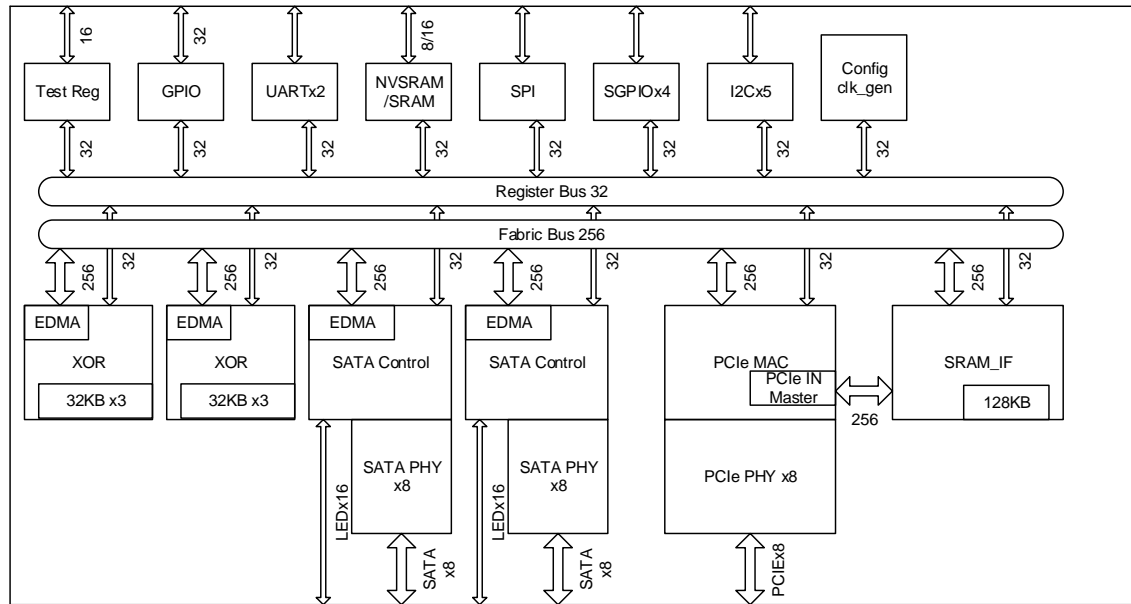 16
32
8/16
Test Reg
GPIO
UARTx2
NVSRAM
/SRAM
SPI
SGPIOx4
I2Cx5
Config
clk_gen
32
32
32
32
32
32
32
32
Register Bus 32
Fabric Bus 256
256
32
256
32
256
32
256
32
256
32
256
32
EDMA
XOR
32KB x3
EDMA
XOR
32KB x3
EDMA
SATA Control
EDMA
SATA Control
PCIe MAC
PCIe IN
Master
256
SRAM_IF
128KB
LEDx16
SATA PHY
x8
LEDx16
SATA PHY
x8
PCIe PHY x8
SATA
x8
SATA
x8
PCIEx8